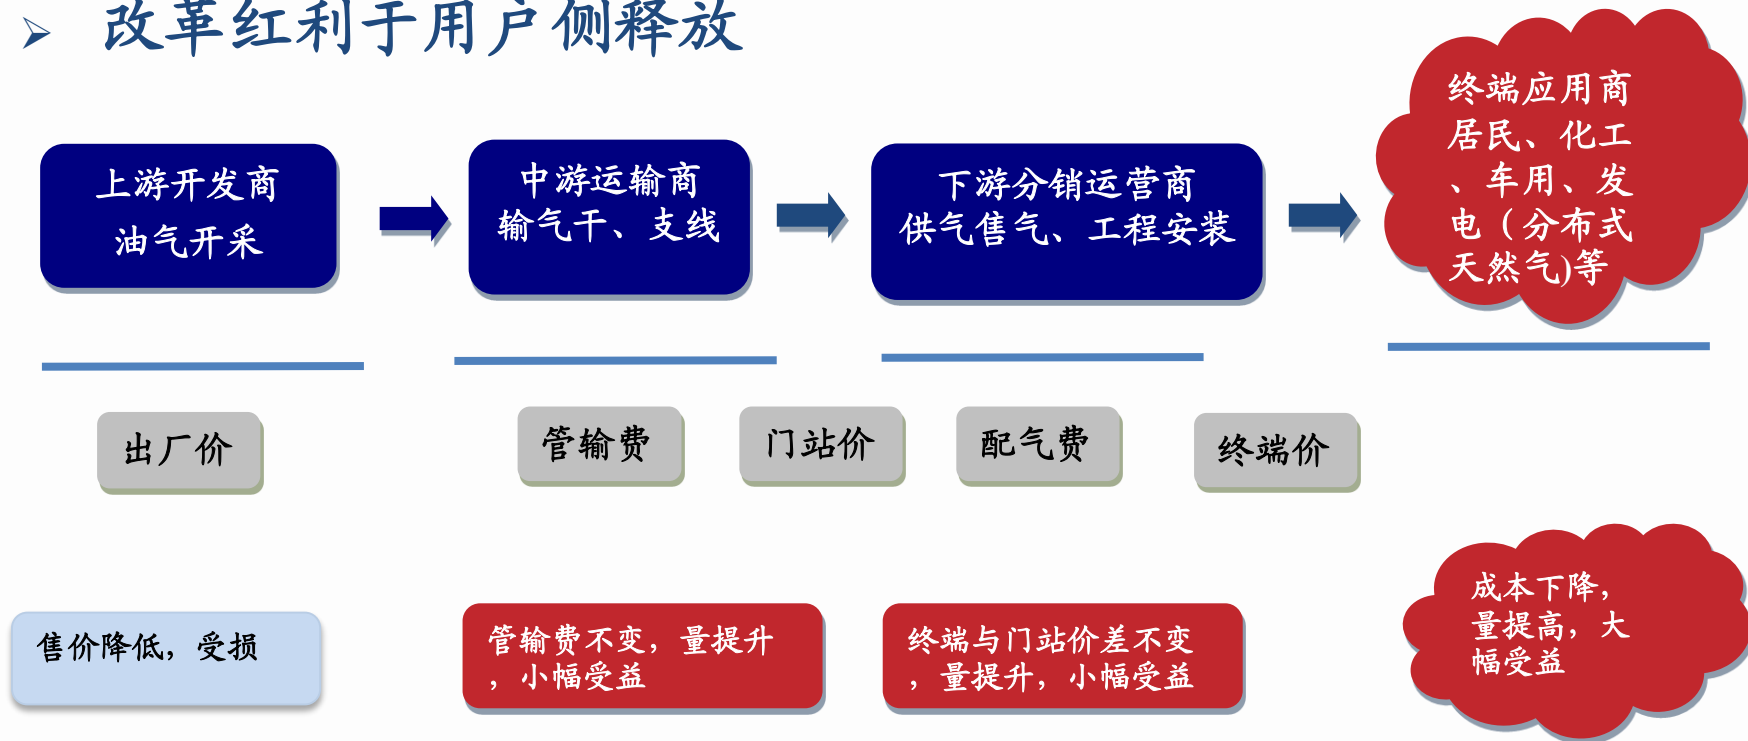 改革红利于用户侧释放
上游开发商
油气开采
中游运输商
输气干、支线
下游分销运营商
供气售气、工程安装
终端应用商
居民、化工
、车用、发
电（分布式
天然气)等
出厂价
管输费
门站价
配气费
终端价
售价降低，受损
管输费不变，量提升
，小幅受益
终端与门站价差不变
，量提升，小幅受益
成本下降，
量提高，大
幅受益